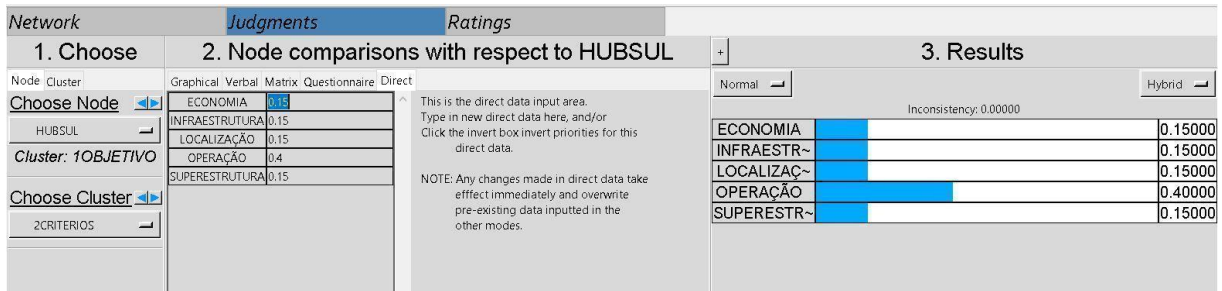 Network Judgments Ratings
1. Choose
2. Node comparisons with respect to HUBSUL
+ 3. Results
Node Cluster
Choose Node
HUBSUL
Cluster: 1OBJETIVO
Choose Cluster
2CRITERIOS
Graphical Verbal Matrix Questionnaire Direct
ECONOMIA 0.15
INFRAESTRUTURA 0.15
LOCALIZAÇÃO 0.15
OPERAÇÃO 0.4
SUPERESTRUTURA 0.15
This is the direct data input area.
Type in new direct data here, and/or
Click the invert box invert priorities for this
direct data.
NOTE: Any changes made in direct data take
efffect immediately and overwrite
pre-existing data inputted in the
other modes.
Normal Hybrid
Inconsistency: 0.00000
ECONOMIA 0.15000
INFRAESTR~ 0.15000
LOCALIZAÇ~ 0.15000
OPERAÇÃO 0.40000
SUPERESTR~ 0.15000